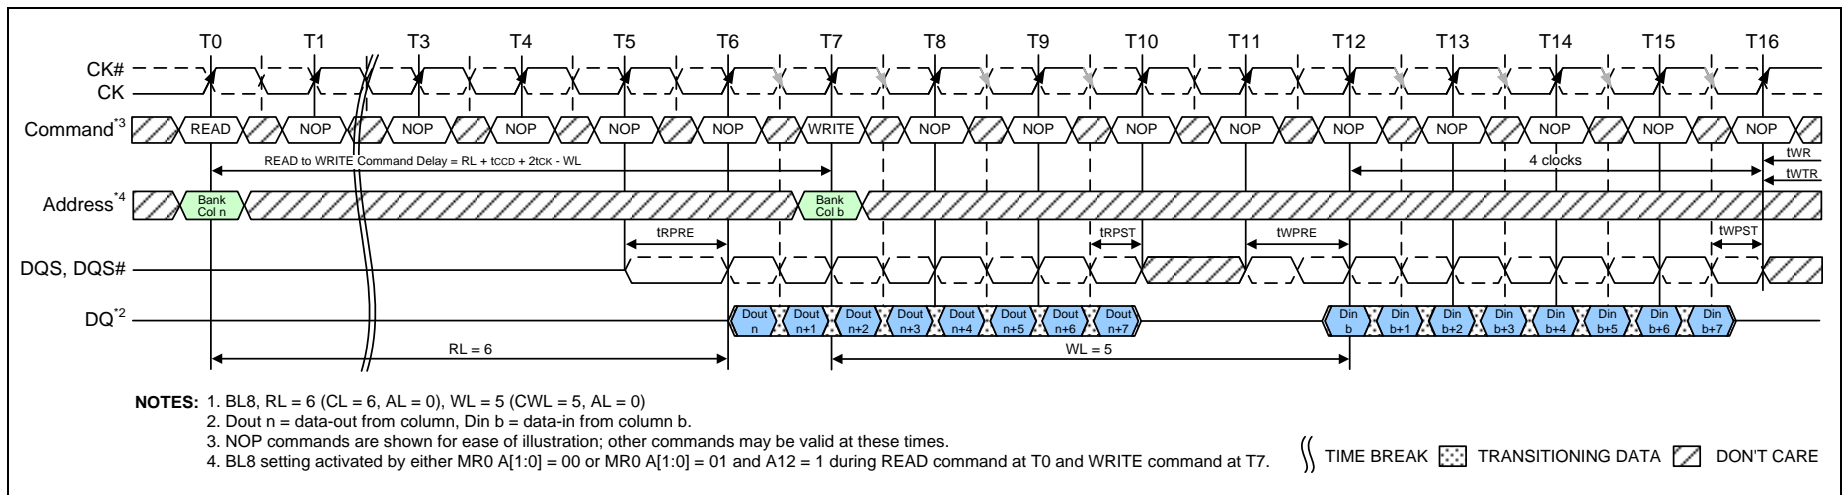 T0 T1 T3 T4 T5 T6 T7 T8 T9 T10 T11 T12 T13 T14 T15 T16
CK#
CK
Command*3 READ NOP NOP NOP NOP NOP WRITE NOP NOP NOP NOP NOP NOP NOP NOP NOP
READ to WRITE Command Delay = RL + tCCD + 2tCK - WL
4 clocks
tWR
tWTR
Address*4
Bank Col n
Bank Col b
tRPRE tRPST tWPRE tWPST
DQS, DQS#
DQ*2
Dout n
Dout n+1
Dout n+2
Dout n+3
Dout n+4
Dout n+5
Dout n+6
Dout n+7
Din b
Din b+1
Din b+2
Din b+3
Din b+4
Din b+5
Din b+6
Din b+7
RL = 6
WL = 5
NOTES: 1. BL8, RL = 6 (CL = 6, AL = 0), WL = 5 (CWL = 5, AL = 0)
2. Dout n = data-out from column, Din b = data-in from column b.
3. NOP commands are shown for ease of illustration; other commands may be valid at these times.
4. BL8 setting activated by either MR0 A[1:0] = 00 or MR0 A[1:0] = 01 and A12 = 1 during READ command at T0 and WRITE command at T7.
TIME BREAK TRANSITIONING DATA DON'T CARE